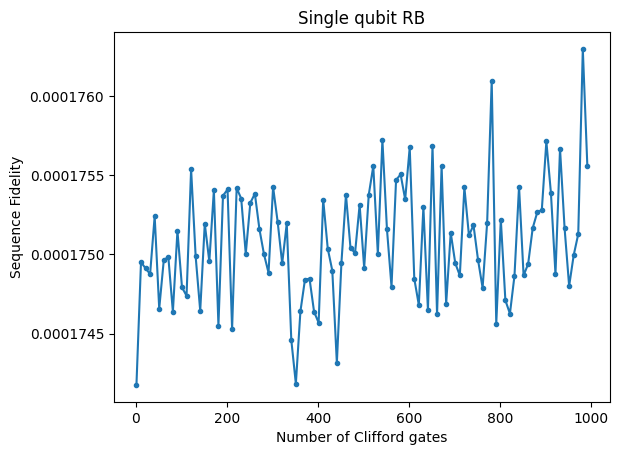 Single qubit RB
0.0001760
0.0001755
0.0001750
0.0001745
Sequence Fidelity
0 200 400 600 800 1000
Number of Clifford gates